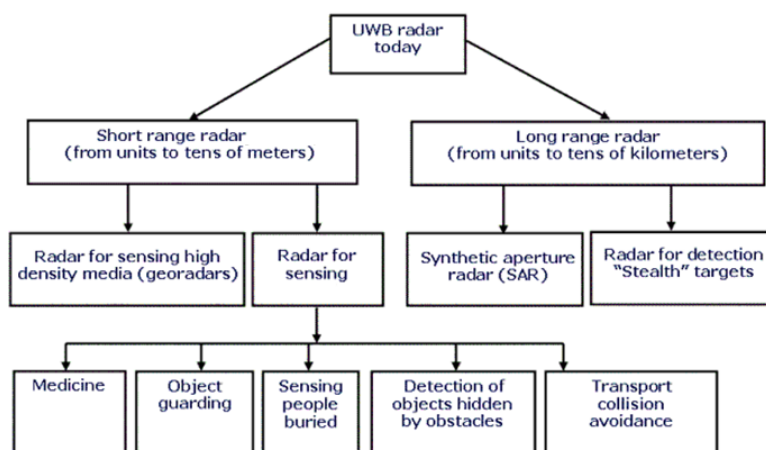 UWB radar
today
Short range radar
(from units to tens of meters)
Long range radar
(from units to tens of kilometers)
Radar for sensing high
density media (georadars)
Radar for
sensing
Synthetic aperture
radar (SAR)
Radar for detection
“Stealth” targets
Medicine
Object
guarding
Sensing
people
buried
Detection of
objects hidden
by obstacles
Transport
collision
avoidance